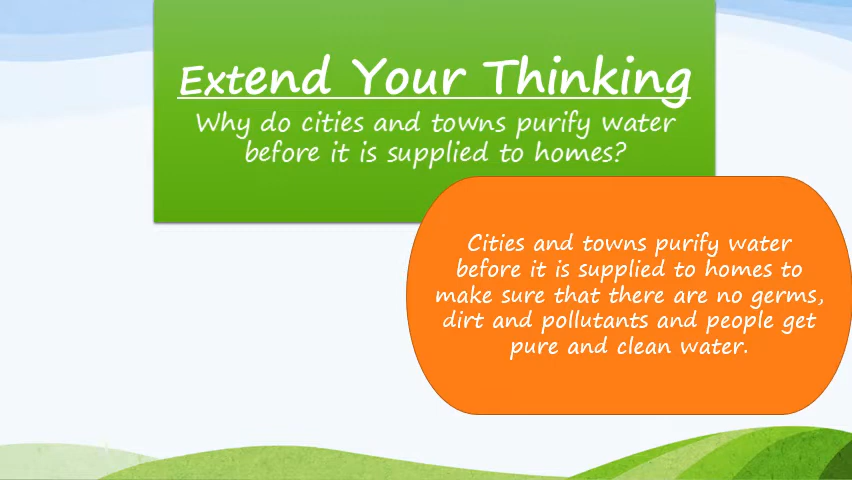 Extend Your Thinking
Why do cities and towns purify water
before it is supplied to homes?
Cities and towns purify water
before it is supplied to homes to
make sure that there are no germs,
dirt and pollutants and people get
pure and clean water.